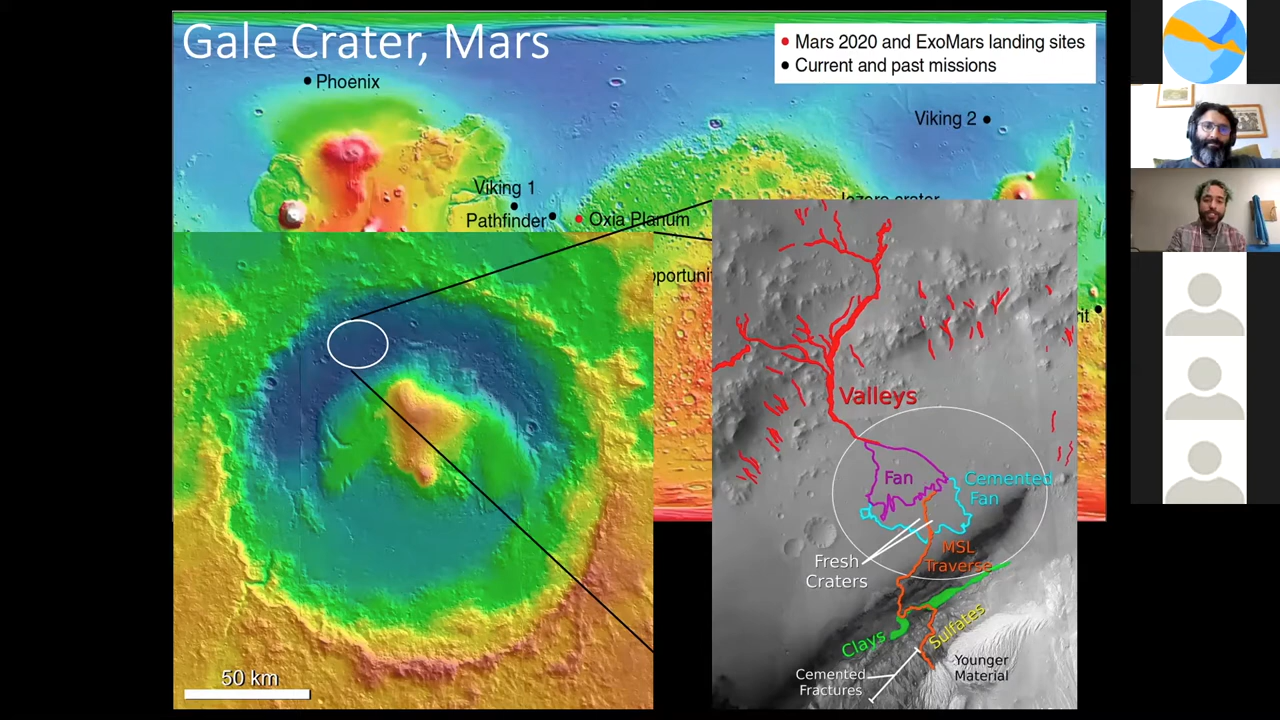 Gale Crater, Mars
Mars 2020 and ExoMars landing sites
Current and past missions
Phoenix
Viking 2
Viking 1
Pathfinder
Oxia Planum
Valleys
Fan
Cemented
Fan
MSL
Traverse
Fresh
Craters
Clays
Sulfates
Cemented
Fractures
Younger
Material
50 km